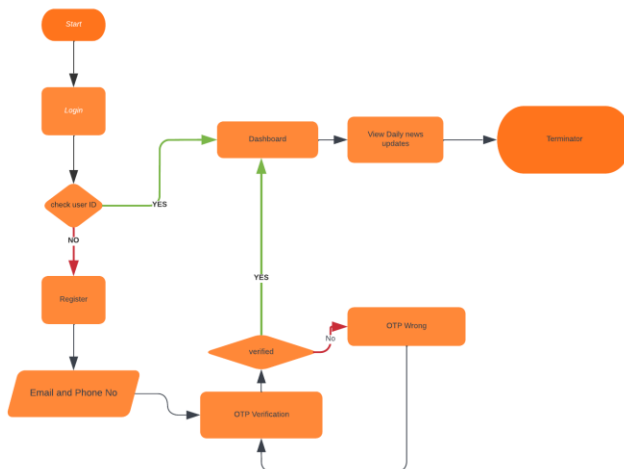 Start
Login
Dashboard
View Daily news
updates
Terminator
check user ID
YES
NO
Register
YES
OTP Wrong
No
verified
Email and Phone No
OTP Verification